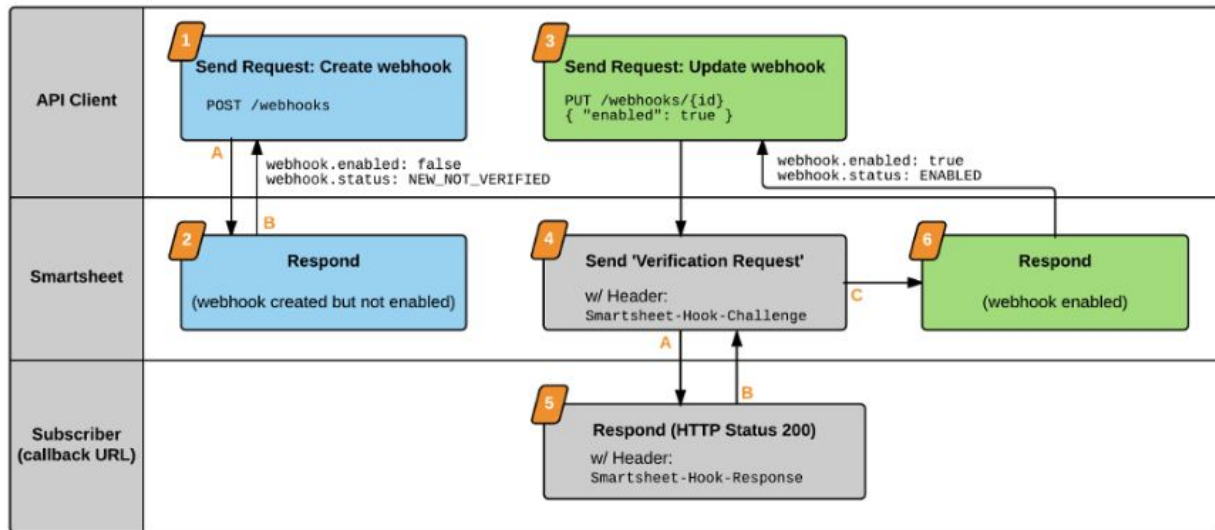 API Client
1
Send Request: Create webhook
POST /webhooks
A
webhook.enabled: false
webhook.status: NEW_NOT_VERIFIED
B
3
Send Request: Update webhook
PUT /webhooks/{id}
{ "enabled": true }
webhook.enabled: true
webhook.status: ENABLED
Smartsheet
2
Respond
(webhook created but not enabled)
4
Send 'Verification Request'
w/ Header:
Smartsheet-Hook-Challenge
A
C
6
Respond
(webhook enabled)
B
Subscriber
(callback URL)
5
Respond (HTTP Status 200)
w/ Header:
Smartsheet-Hook-Response